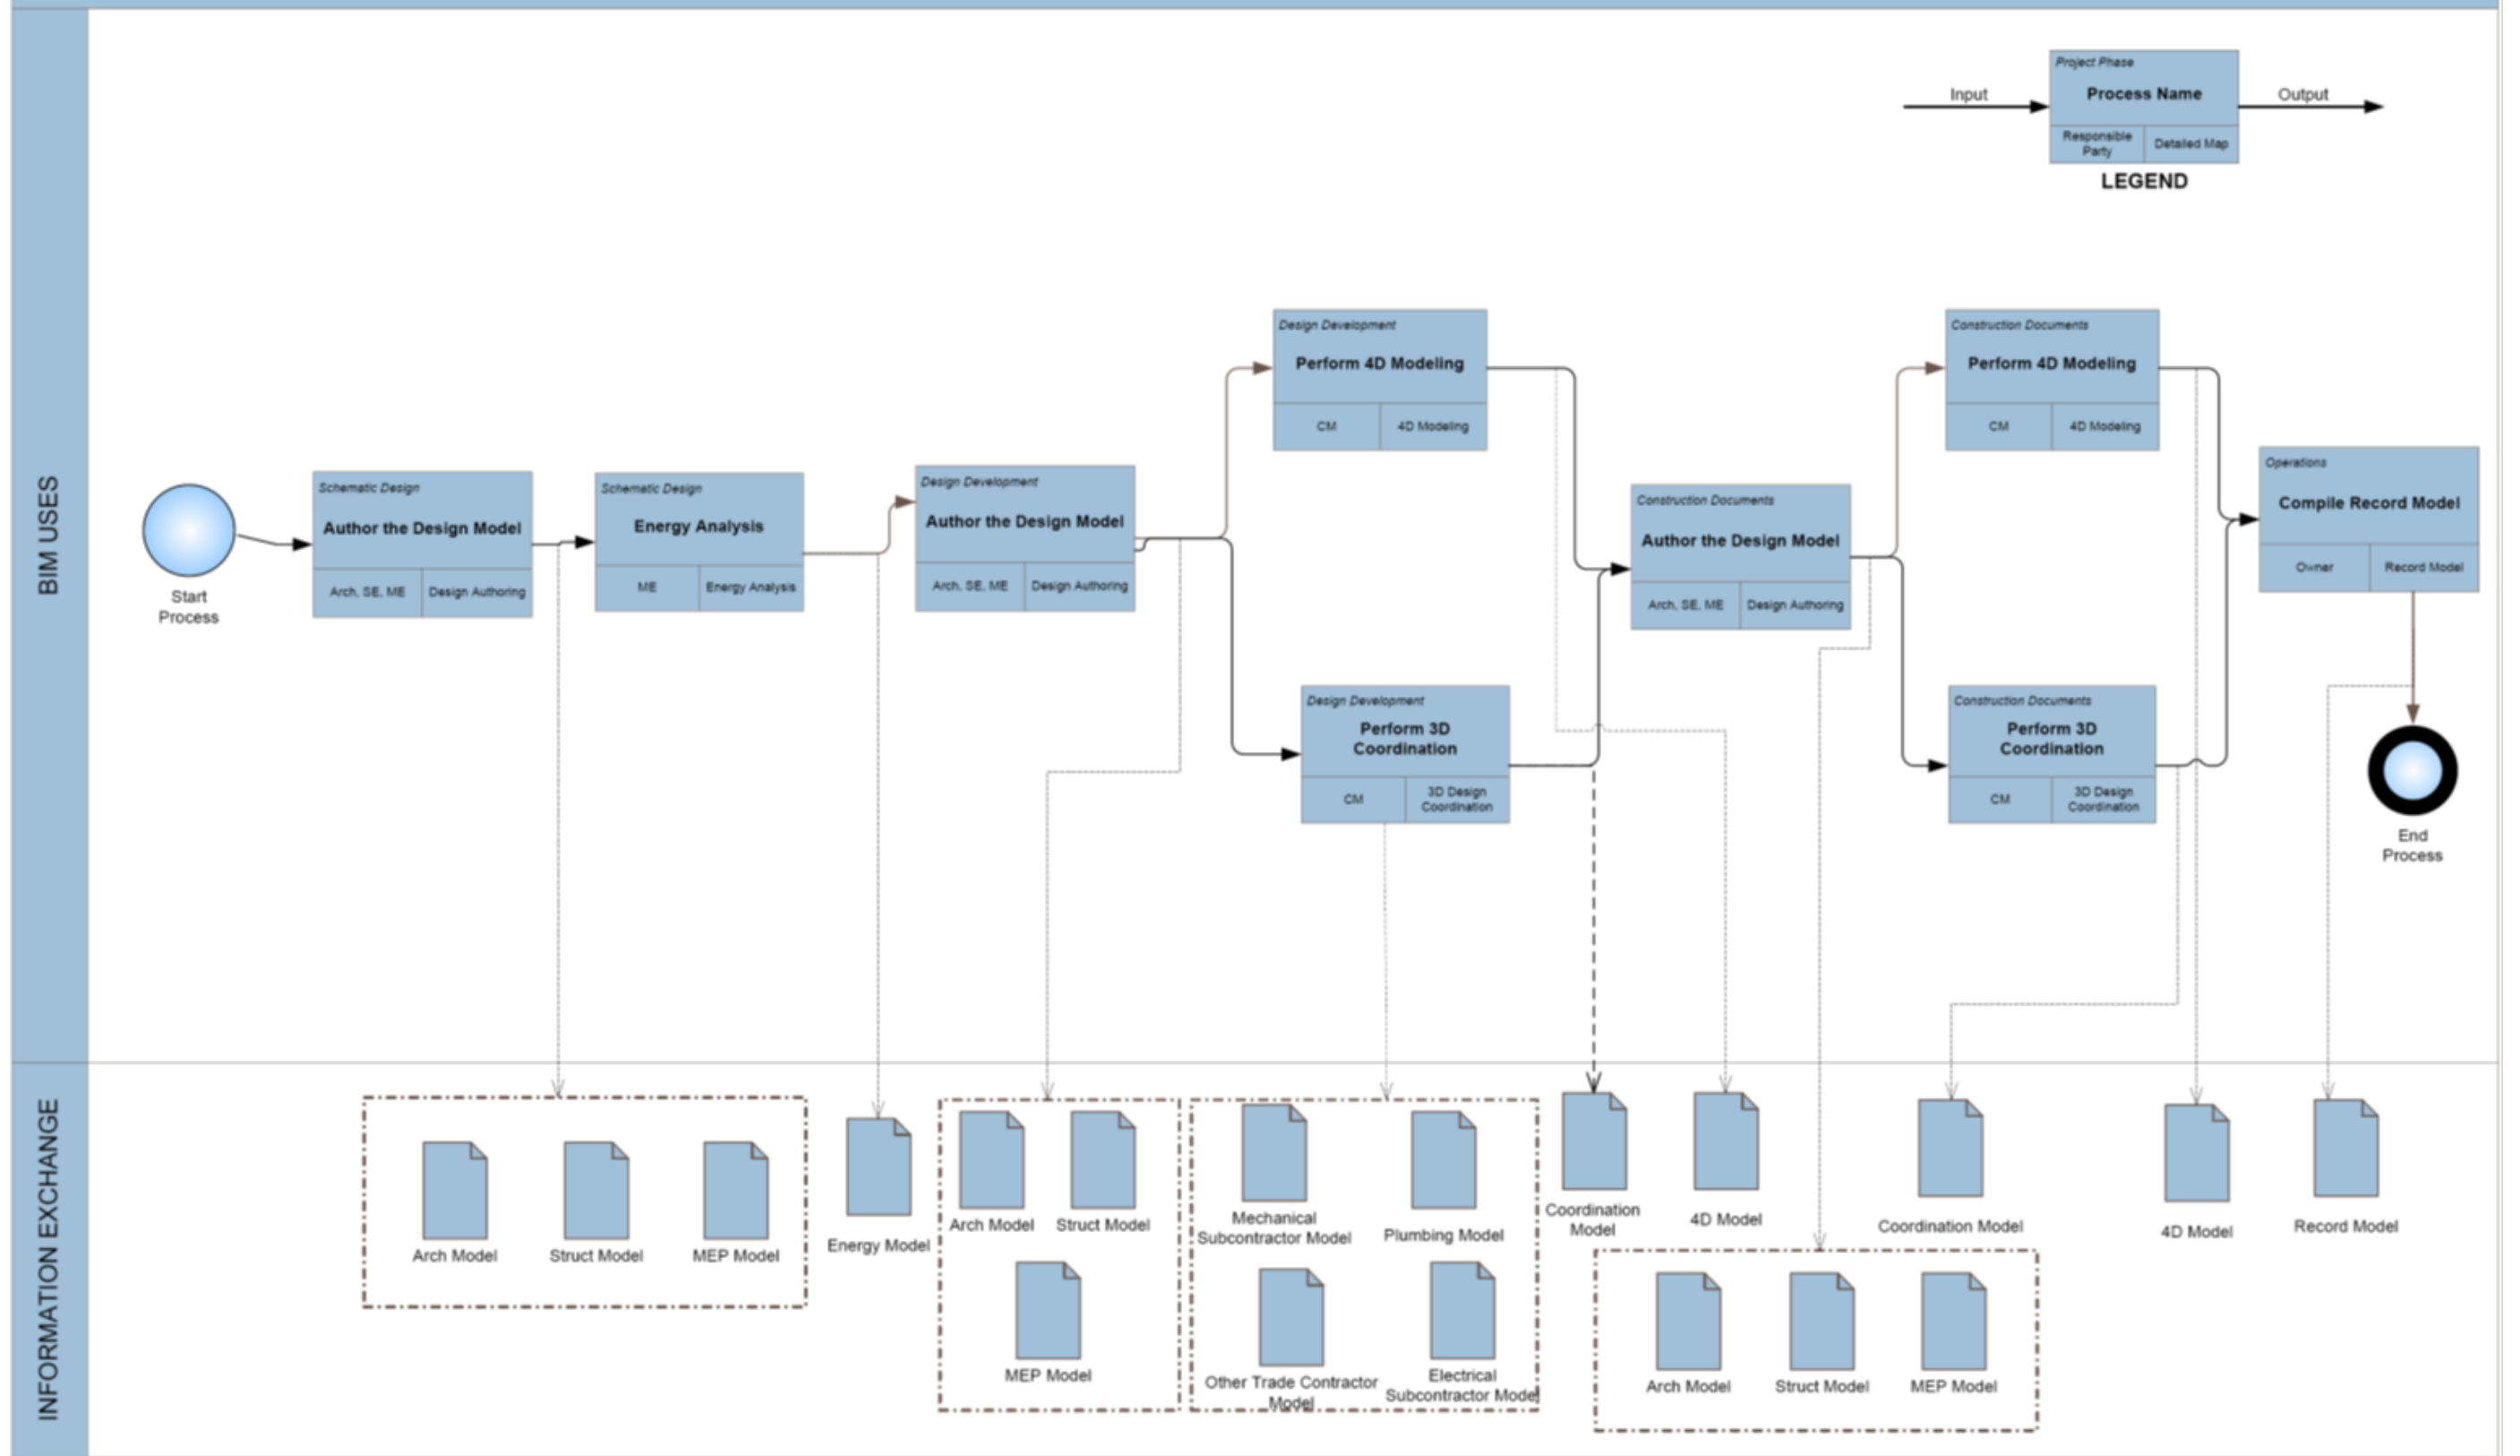 Project Phase
Input
Process Name
Output
Responsible
Party
Detailed Map
LEGEND
BIM USES
Start
Process
Schematic Design
Author the Design Model
Arch, SE, ME
Design Authoring
Schematic Design
Energy Analysis
ME
Energy Analysis
Design Development
Author the Design Model
Arch, SE, ME
Design Authoring
Design Development
Perform 4D Modeling
CM
4D Modeling
Design Development
Perform 3D
Coordination
CM
3D Design
Coordination
Construction Documents
Author the Design Model
Arch, SE, ME
Design Authoring
Construction Documents
Perform 4D Modeling
CM
4D Modeling
Construction Documents
Perform 3D
Coordination
CM
3D Design
Coordination
Operations
Compile Record Model
Owner
Record Model
End
Process
INFORMATION EXCHANGE
Arch Model
Struct Model
MEP Model
Energy Model
Arch Model
Struct Model
MEP Model
Mechanical
Subcontractor Model
Plumbing Model
Other Trade Contractor
Model
Electrical
Subcontractor Model
Coordination
Model
4D Model
Arch Model
Struct Model
MEP Model
Coordination Model
4D Model
Record Model